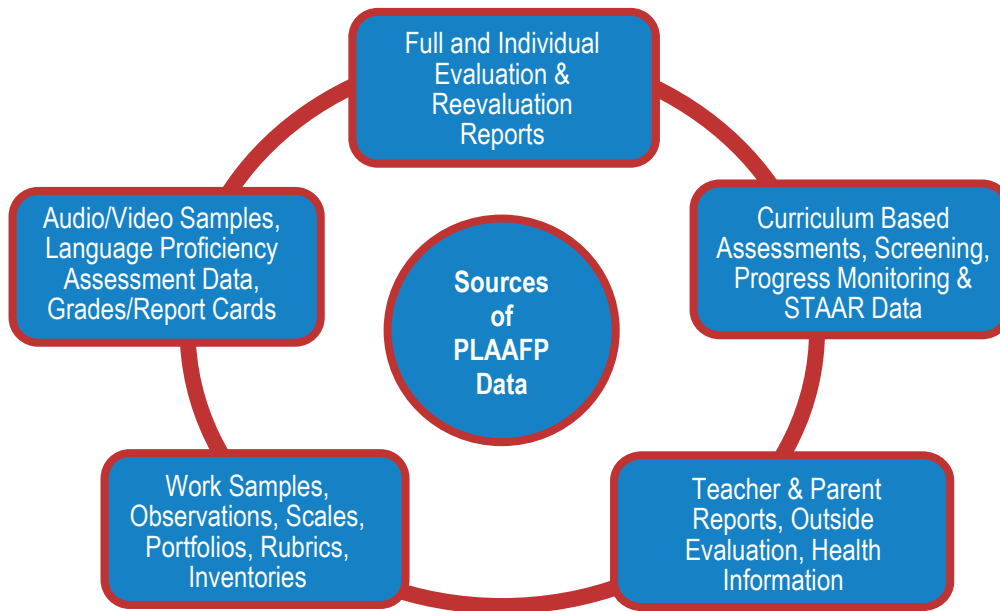 Full and Individual
Evaluation &
Reevaluation
Reports
Audio/Video Samples,
Language Proficiency
Assessment Data,
Grades/Report Cards
Curriculum Based
Assessments, Screening,
Progress Monitoring &
STAAR Data
Sources
of
PLAAFP
Data
Work Samples,
Observations, Scales,
Portfolios, Rubrics,
Inventories
Teacher & Parent
Reports, Outside
Evaluation, Health
Information